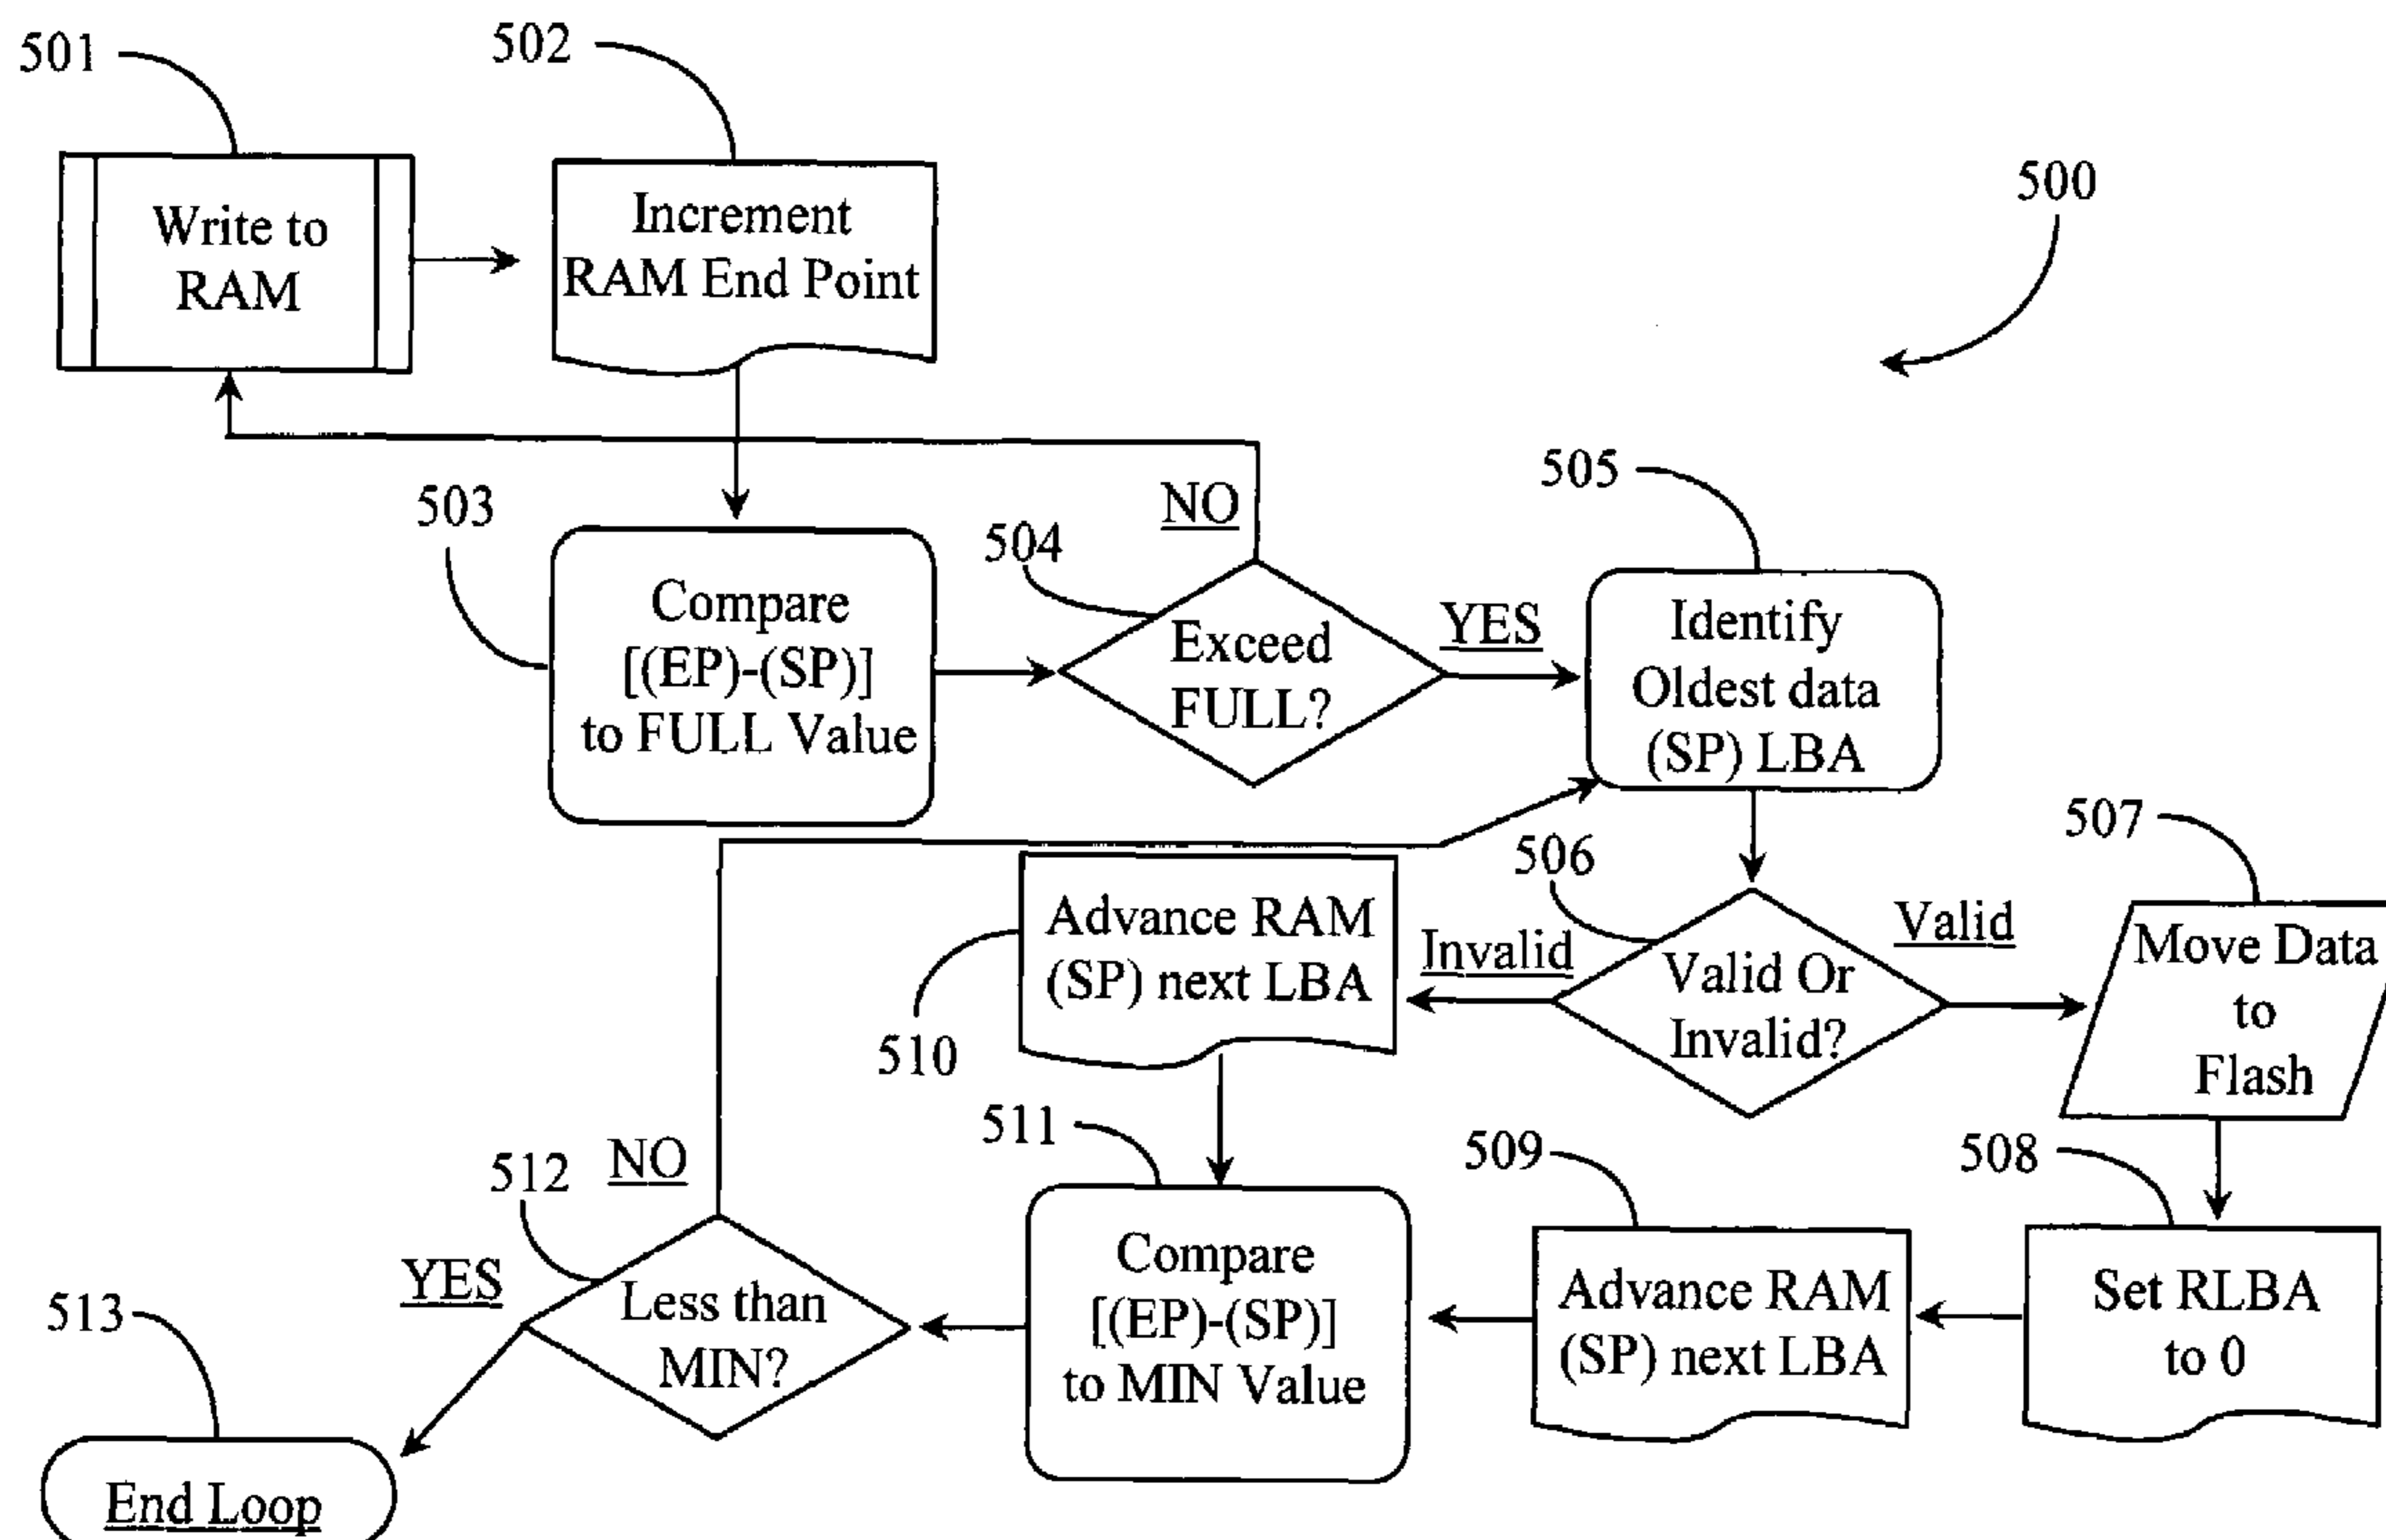 501
502
500
Write to
RAM
Increment
RAM End Point
503
504
NO
505
Compare
[(EP)-(SP)]
to FULL Value
Exceed
FULL?
YES
Identify
Oldest data
(SP) LBA
506
507
Advance RAM
(SP) next LBA
510
Invalid
Valid Or
Invalid?
Valid
Move Data
to
Flash
511
509
508
512
NO
YES
513
Less than
MIN?
Compare
[(EP)-(SP)]
to MIN Value
Advance RAM
(SP) next LBA
Set RLBA
to 0
End Loop